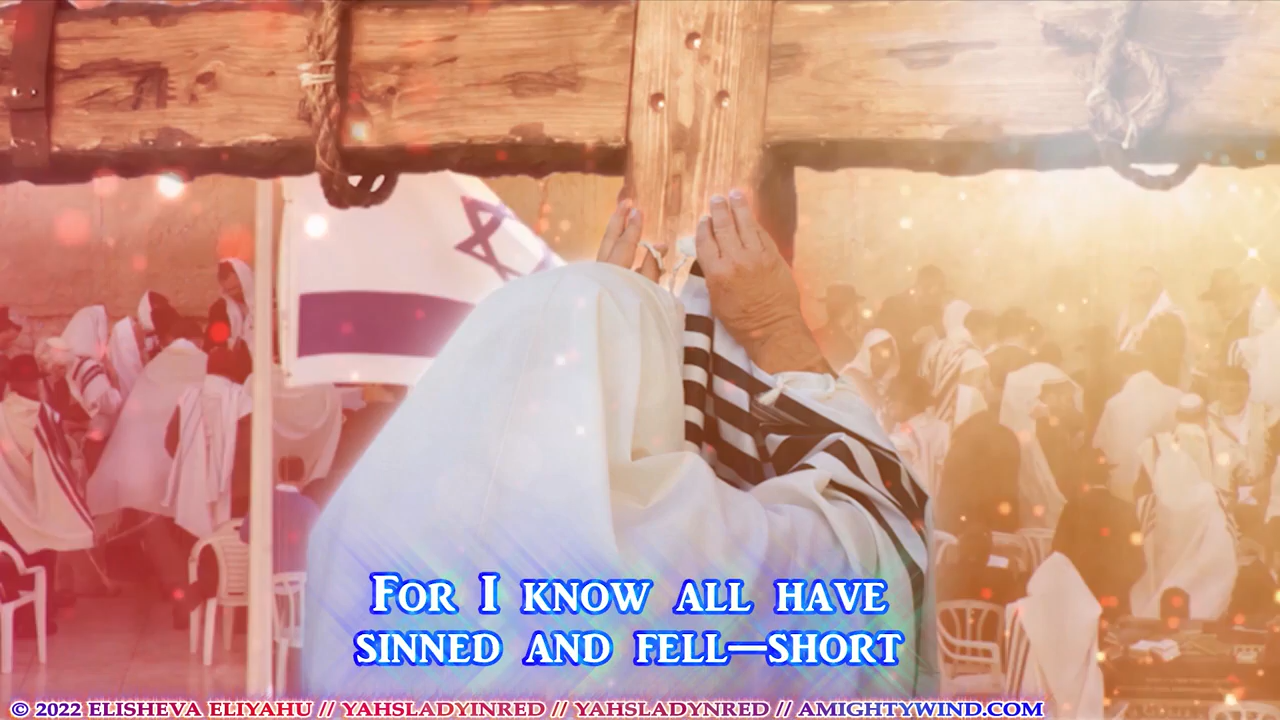 For I know all have
sinned and fell—short
© 2022 Elisheva Eliyahu // YAHSLADYINRED // YAHSLADYNRED // AMIGHTYWIND.COM